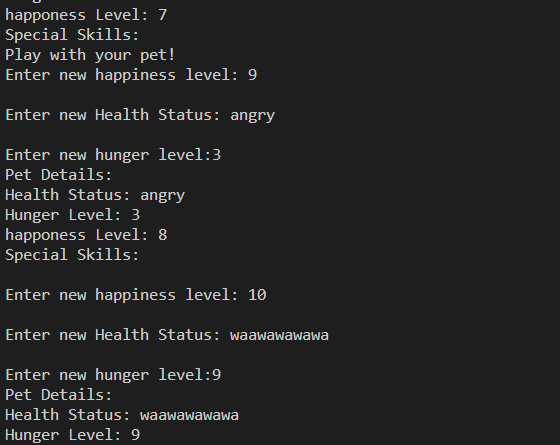 happoness Level: 7
Special Skills:
Play with your pet!
Enter new happiness level: 9
Enter new Health Status: angry
Enter new hunger level:3
Pet Details:
Health Status: angry
Hunger Level: 3
happoness Level: 8
Special Skills:
Enter new happiness level: 10
Enter new Health Status: waawawawawa
Enter new hunger level:9
Pet Details:
Health Status: waawawawawa
Hunger Level: 9